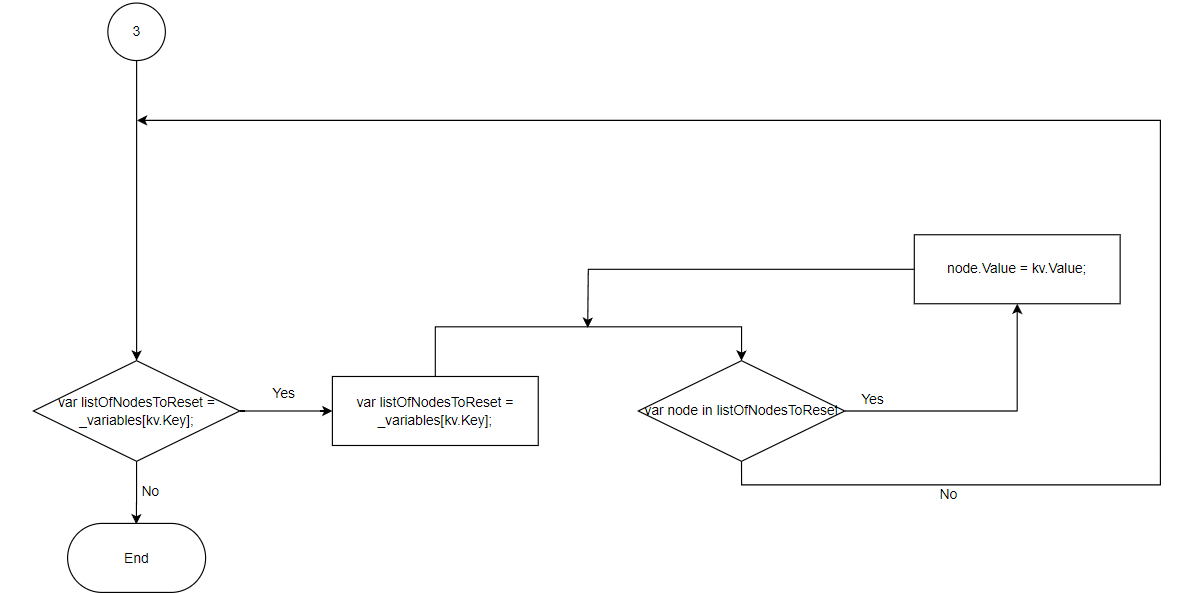 3
node.Value = kv.Value;
var listOfNodesToReset =
_variables[kv.Key];
Yes
var listOfNodesToReset =
_variables[kv.Key];
var node in listOfNodesToReset
Yes
No
No
End